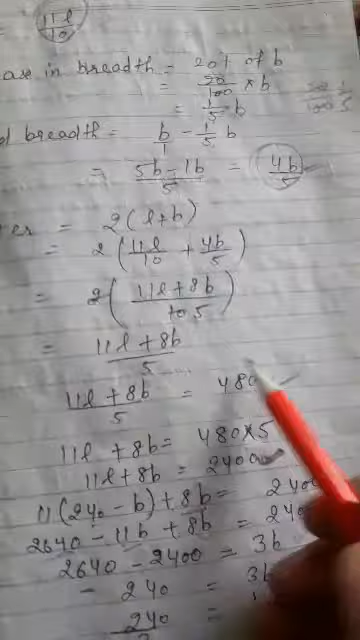 11l/10
in breadth = 20% of b
= 20/100 × b
= 1/5 b
breadth = b/1 - 1/5 b
= 5b - 1b/5 = 4b/5
= 2(l+b)
= 2(11l/10 + 4b/5)
= 2(11l + 8b/10 5)
= 11l + 8b/5
11l + 8b/5 = 480
11l + 8b = 480×5
11l + 8b = 2400
11(240 - b) + 8b = 240
2640 - 11b + 8b = 240
2640 - 2400 = 3b
- 240 = 3b
240 =